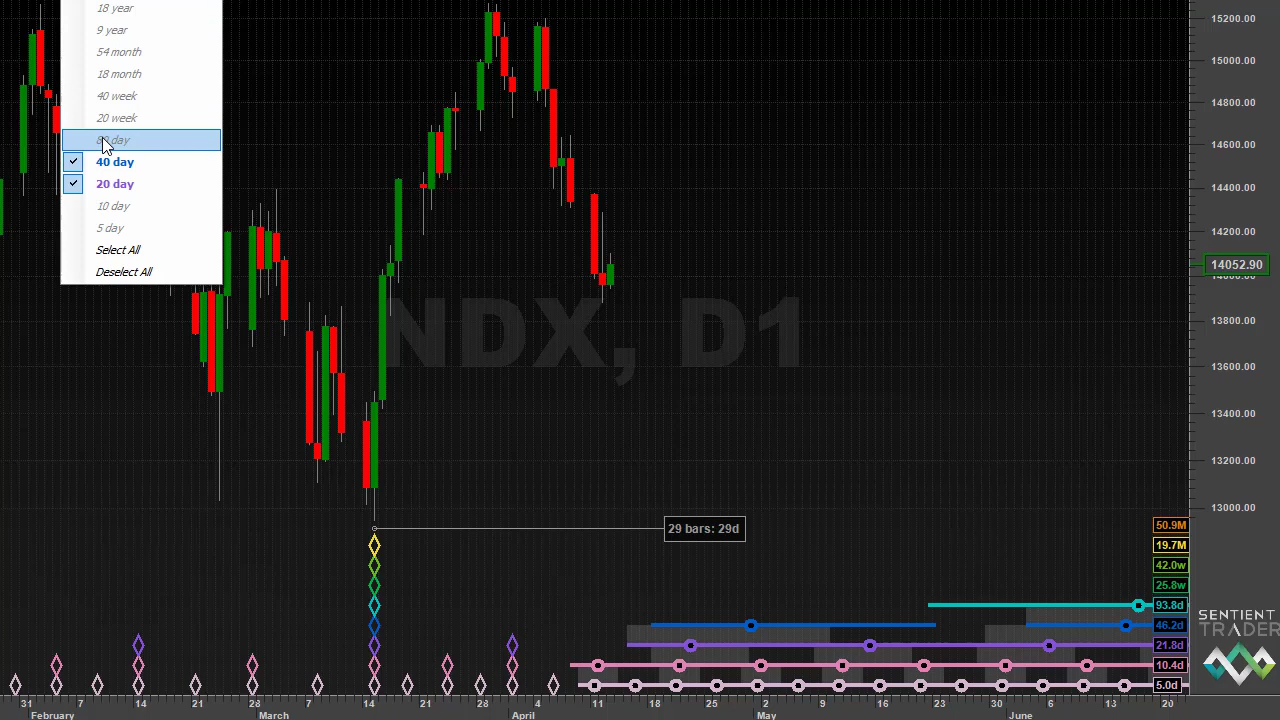 18 year
9 year
54 month
18 month
40 week
20 week
80 day
40 day
20 day
10 day
5 day
Select All
Deselect All
NDX, D1
29 bars: 29d
15200.00
15000.00
14800.00
14600.00
14400.00
14200.00
14052.90
14000.00
13800.00
13600.00
13400.00
13200.00
13000.00
50.9M
19.7M
42.0w
25.8w
93.8d
46.2d
21.8d
10.4d
5.0d
SENTIENT
TRADER
31 7 14 21 28 7 14 21 28 4 11 18 25 2 9 16 23 30 6 13 20
February March April May June